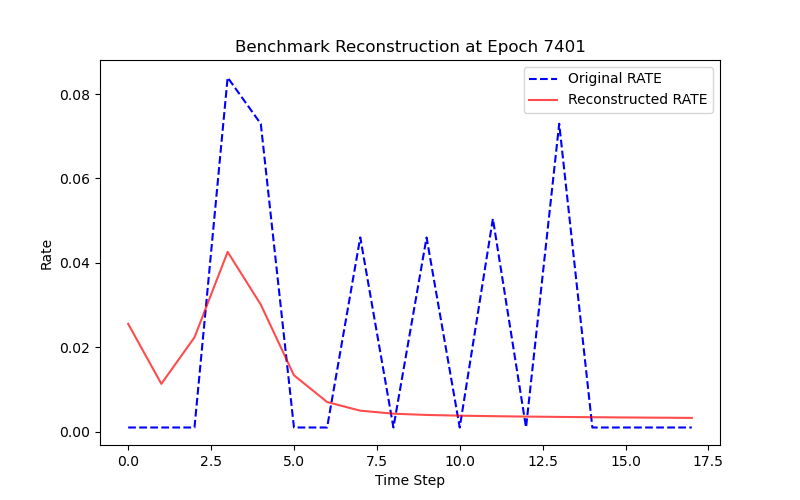 Benchmark Reconstruction at Epoch 7401
Original RATE
Reconstructed RATE
0.08
0.06
0.04
0.02
0.00
Rate
0.0 2.5 5.0 7.5 10.0 12.5 15.0 17.5
Time Step